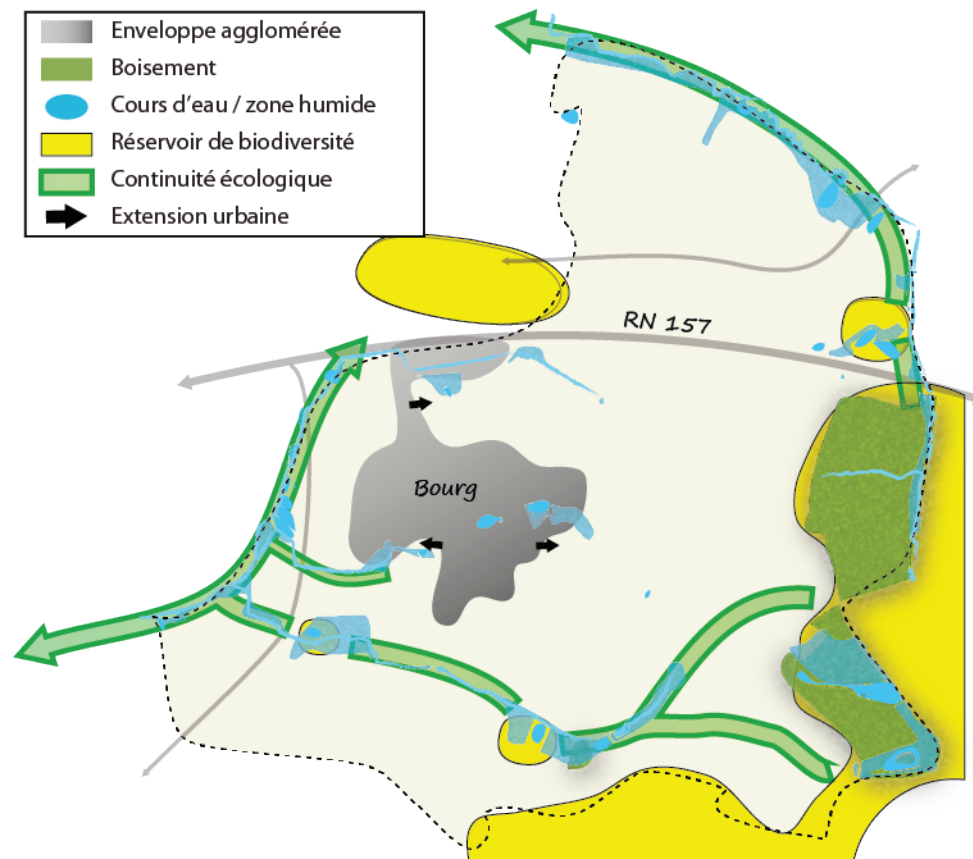 Enveloppe agglomérée
Boisement
Cours d'eau / zone humide
Réservoir de biodiversité
Continuité écologique
Extension urbaine
RN 157
Bourg